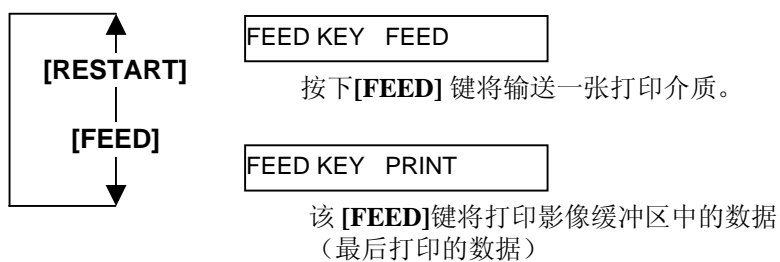 FEED KEY FEED
[RESTART]
按下[FEED] 键将输送一张打印介质。
[FEED]
FEED KEY PRINT
该 [FEED]键将打印影像缓冲区中的数据
（最后打印的数据）